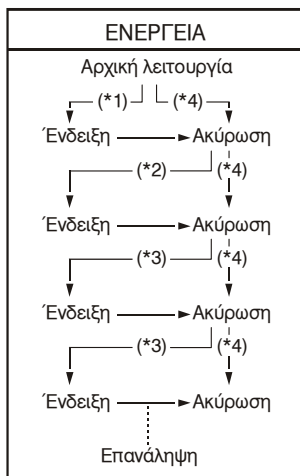 ΕΝΕΡΓΕΙΑ
Αρχική λειτουργία
(*1) (*4)
Ένδειξη Ακύρωση
(*2) (*4)
Ένδειξη Ακύρωση
(*3) (*4)
Ένδειξη Ακύρωση
(*3) (*4)
Ένδειξη Ακύρωση
Επανάληψη